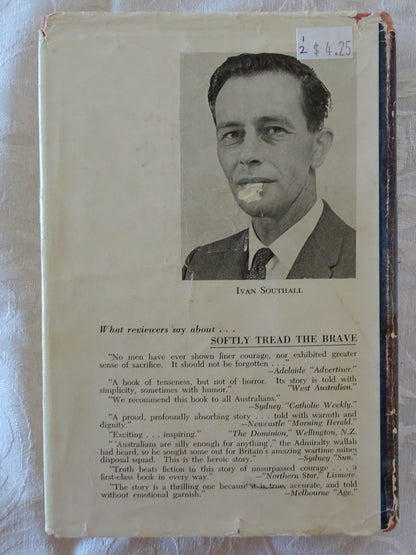 1/2 $ 4.25
IVAN SOUTHALL
What reviewers say about . . .
SOFTLY TREAD THE BRAVE
"No men have ever shown finer courage, nor exhibited greater
sense of sacrifice. It should not be forgotten . . ."
—Adelaide "Advertiser."
"A book of tenseness, but not of horror. Its story is told with
simplicity, sometimes with humor." "West Australian."
"We recommend this book to all Australians."
—Sydney "Catholic Weekly."
"A proud, profoundly absorbing story . . . told with warmth and
dignity." —Newcastle "Morning Herald."
"Exciting . . . inspiring." "The Dominion," Wellington, N.Z.
" 'Australians are silly enough for anything,' the Admiralty wallah
had heard, so he sought some out for Britain's amazing wartime mine
disposal squad. This is the heroic story." —Sydney "Sun."
"Truth beats fiction in this story of unsurpassed courage . . . a
first-class book in every way." —"Northern Star," Lismore.
"The story is a thrilling one because it is true, accurate, and told
without emotional garnish." —Melbourne "Age."